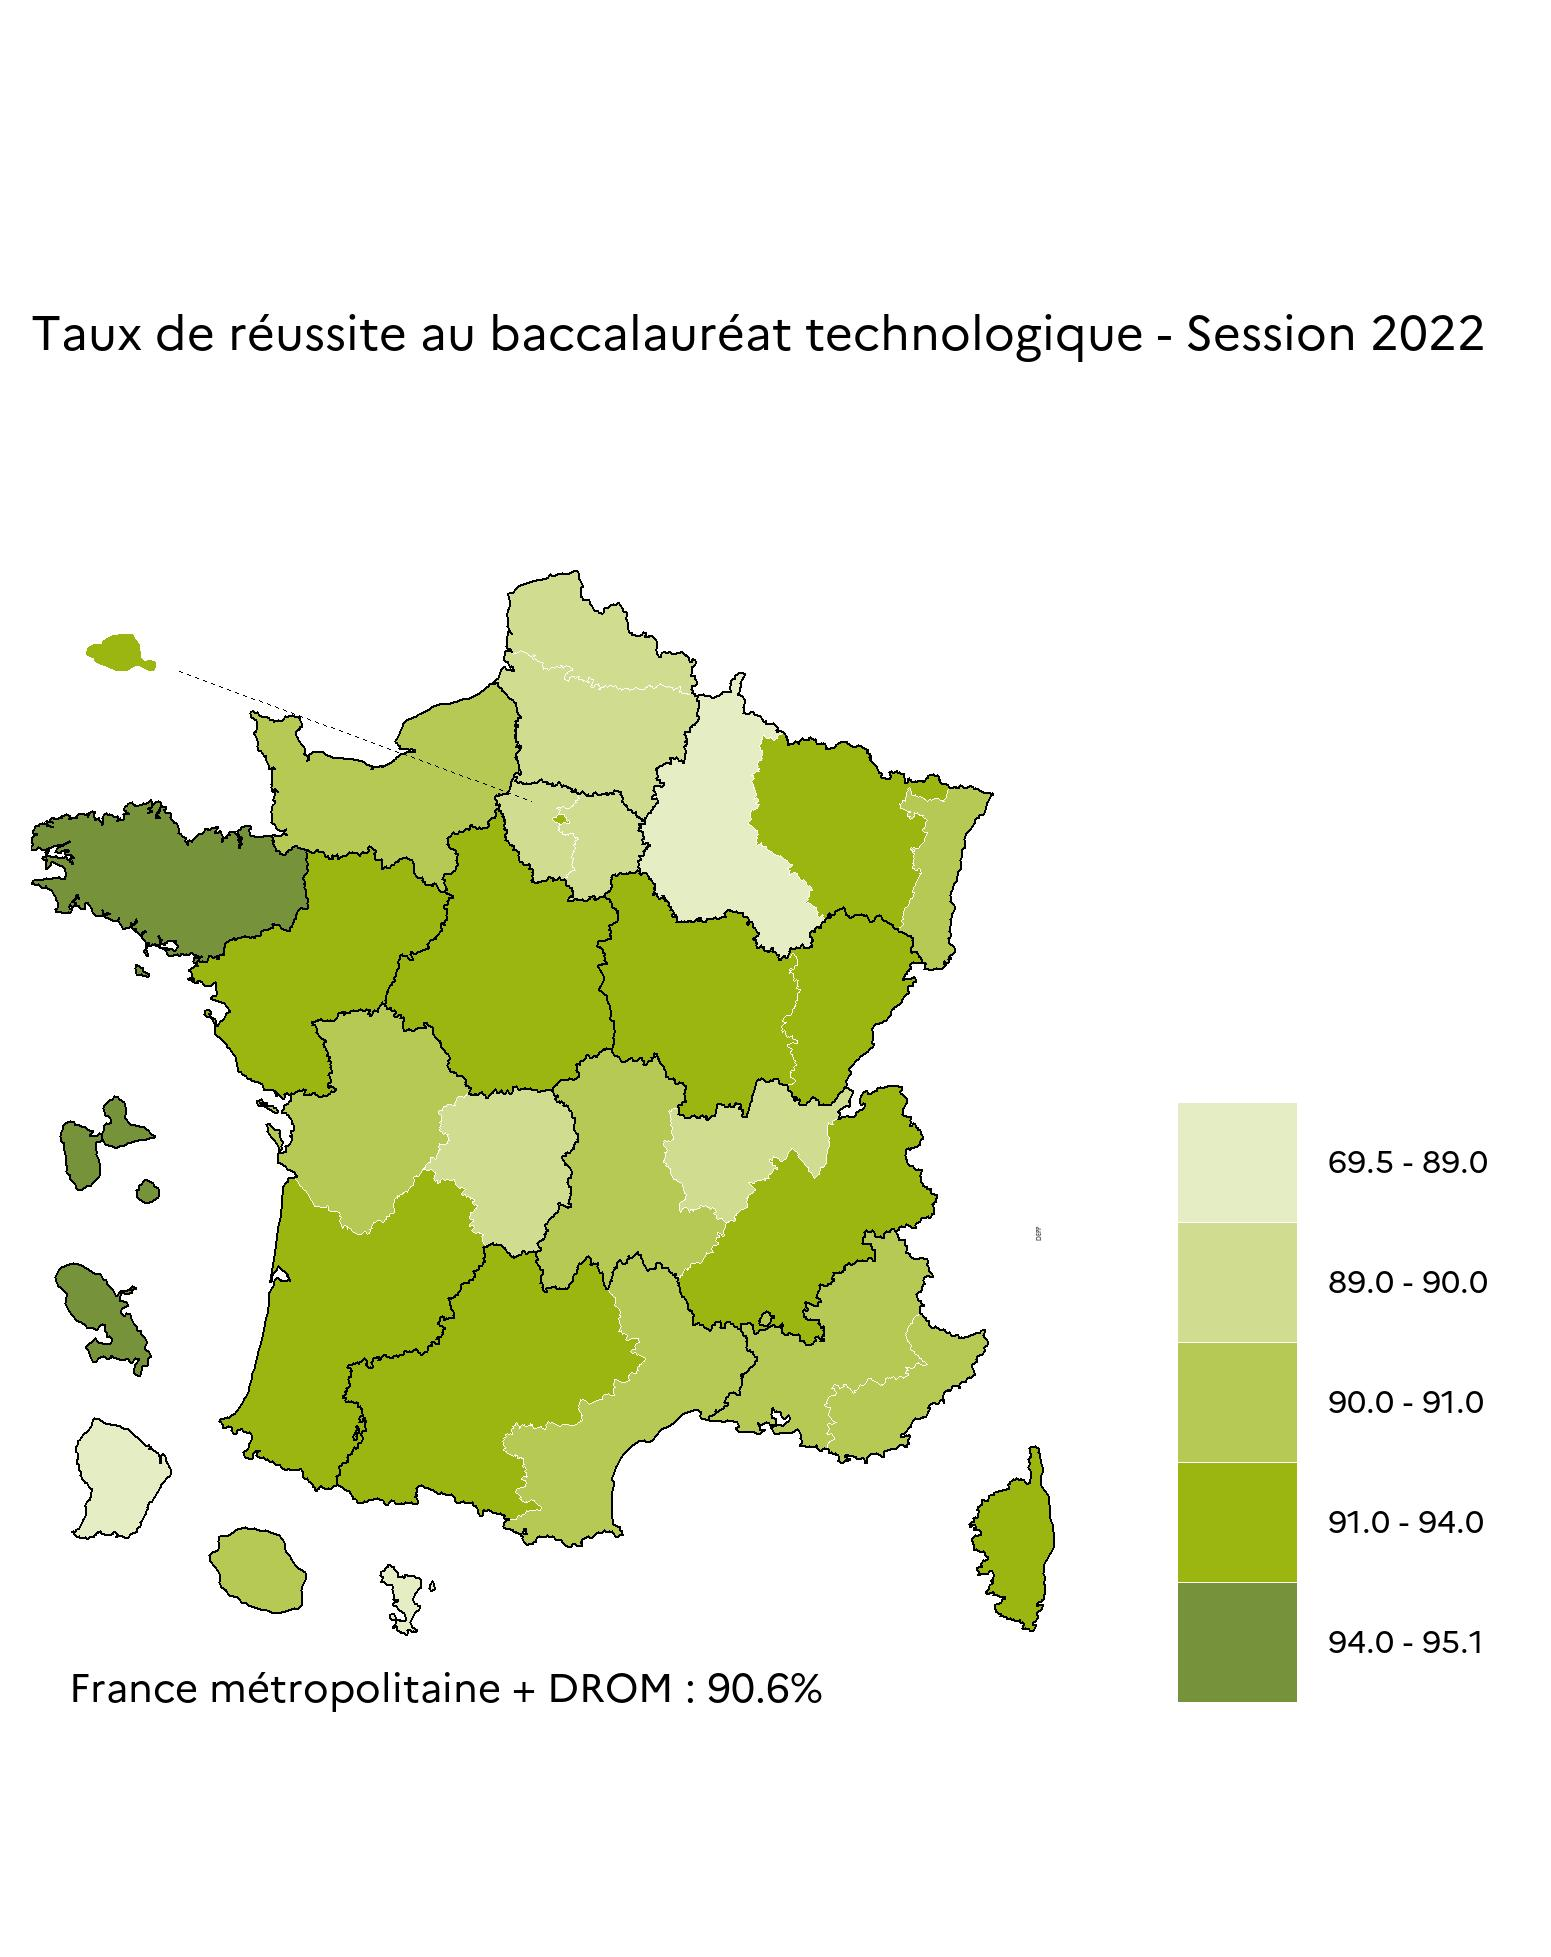 Taux de réussite au baccalauréat technologique - Session 2022
69.5 - 89.0
DEPP
89.0 - 90.0
90.0 - 91.0
91.0 - 94.0
94.0 - 95.1
France métropolitaine + DROM : 90.6%